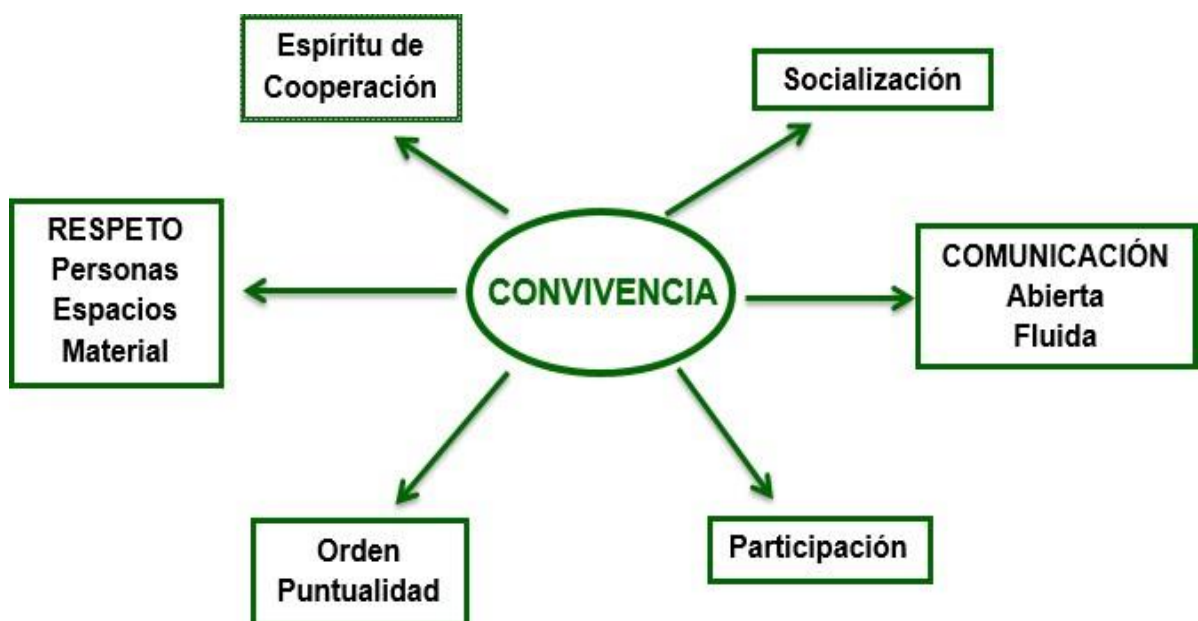 Espíritu de
Cooperación
Socialización
RESPETO
Personas
Espacios
Material
CONVIVENCIA
COMUNICACIÓN
Abierta
Fluida
Orden
Puntualidad
Participación